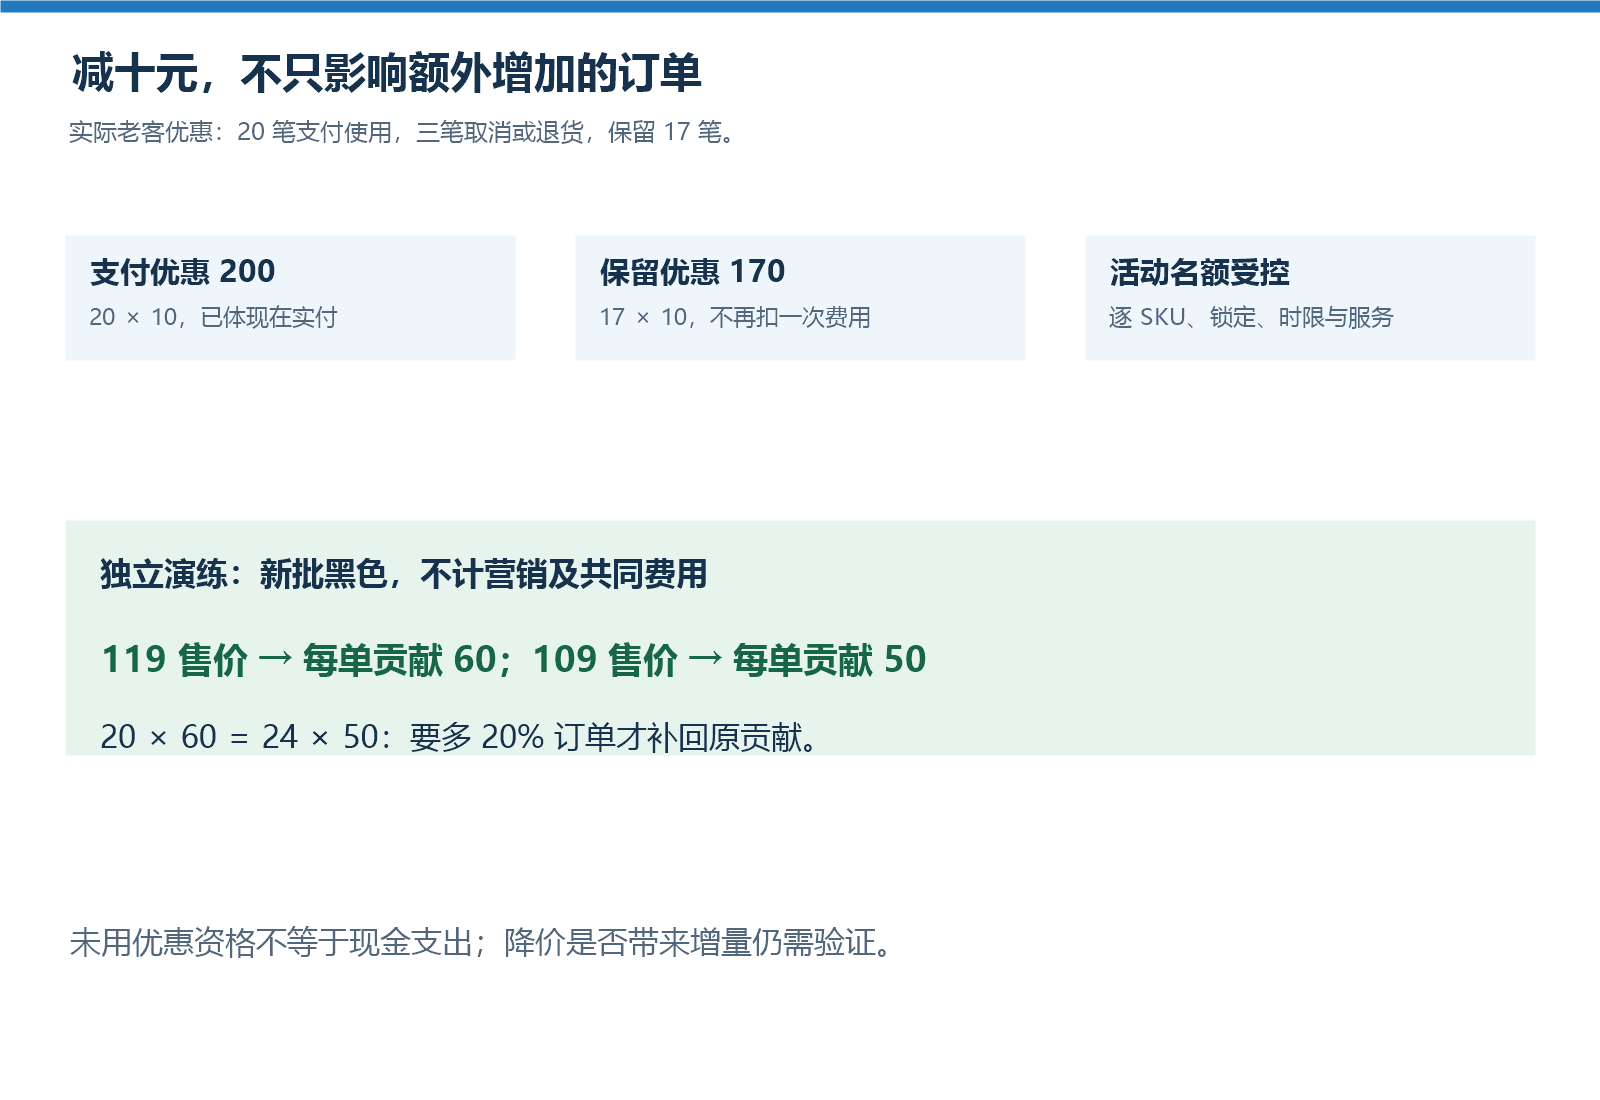 减十元，不只影响额外增加的订单
实际老客优惠：20 笔支付使用，三笔取消或退货，保留 17 笔。
支付优惠 200
20 × 10，已体现在实付
保留优惠 170
17 × 10，不再扣一次费用
活动名额受控
逐 SKU、锁定、时限与服务
独立演练：新批黑色，不计营销及共同费用
119 售价 → 每单贡献 60；109 售价 → 每单贡献 50
20 × 60 = 24 × 50：要多 20% 订单才补回原贡献。
未用优惠资格不等于现金支出；降价是否带来增量仍需验证。